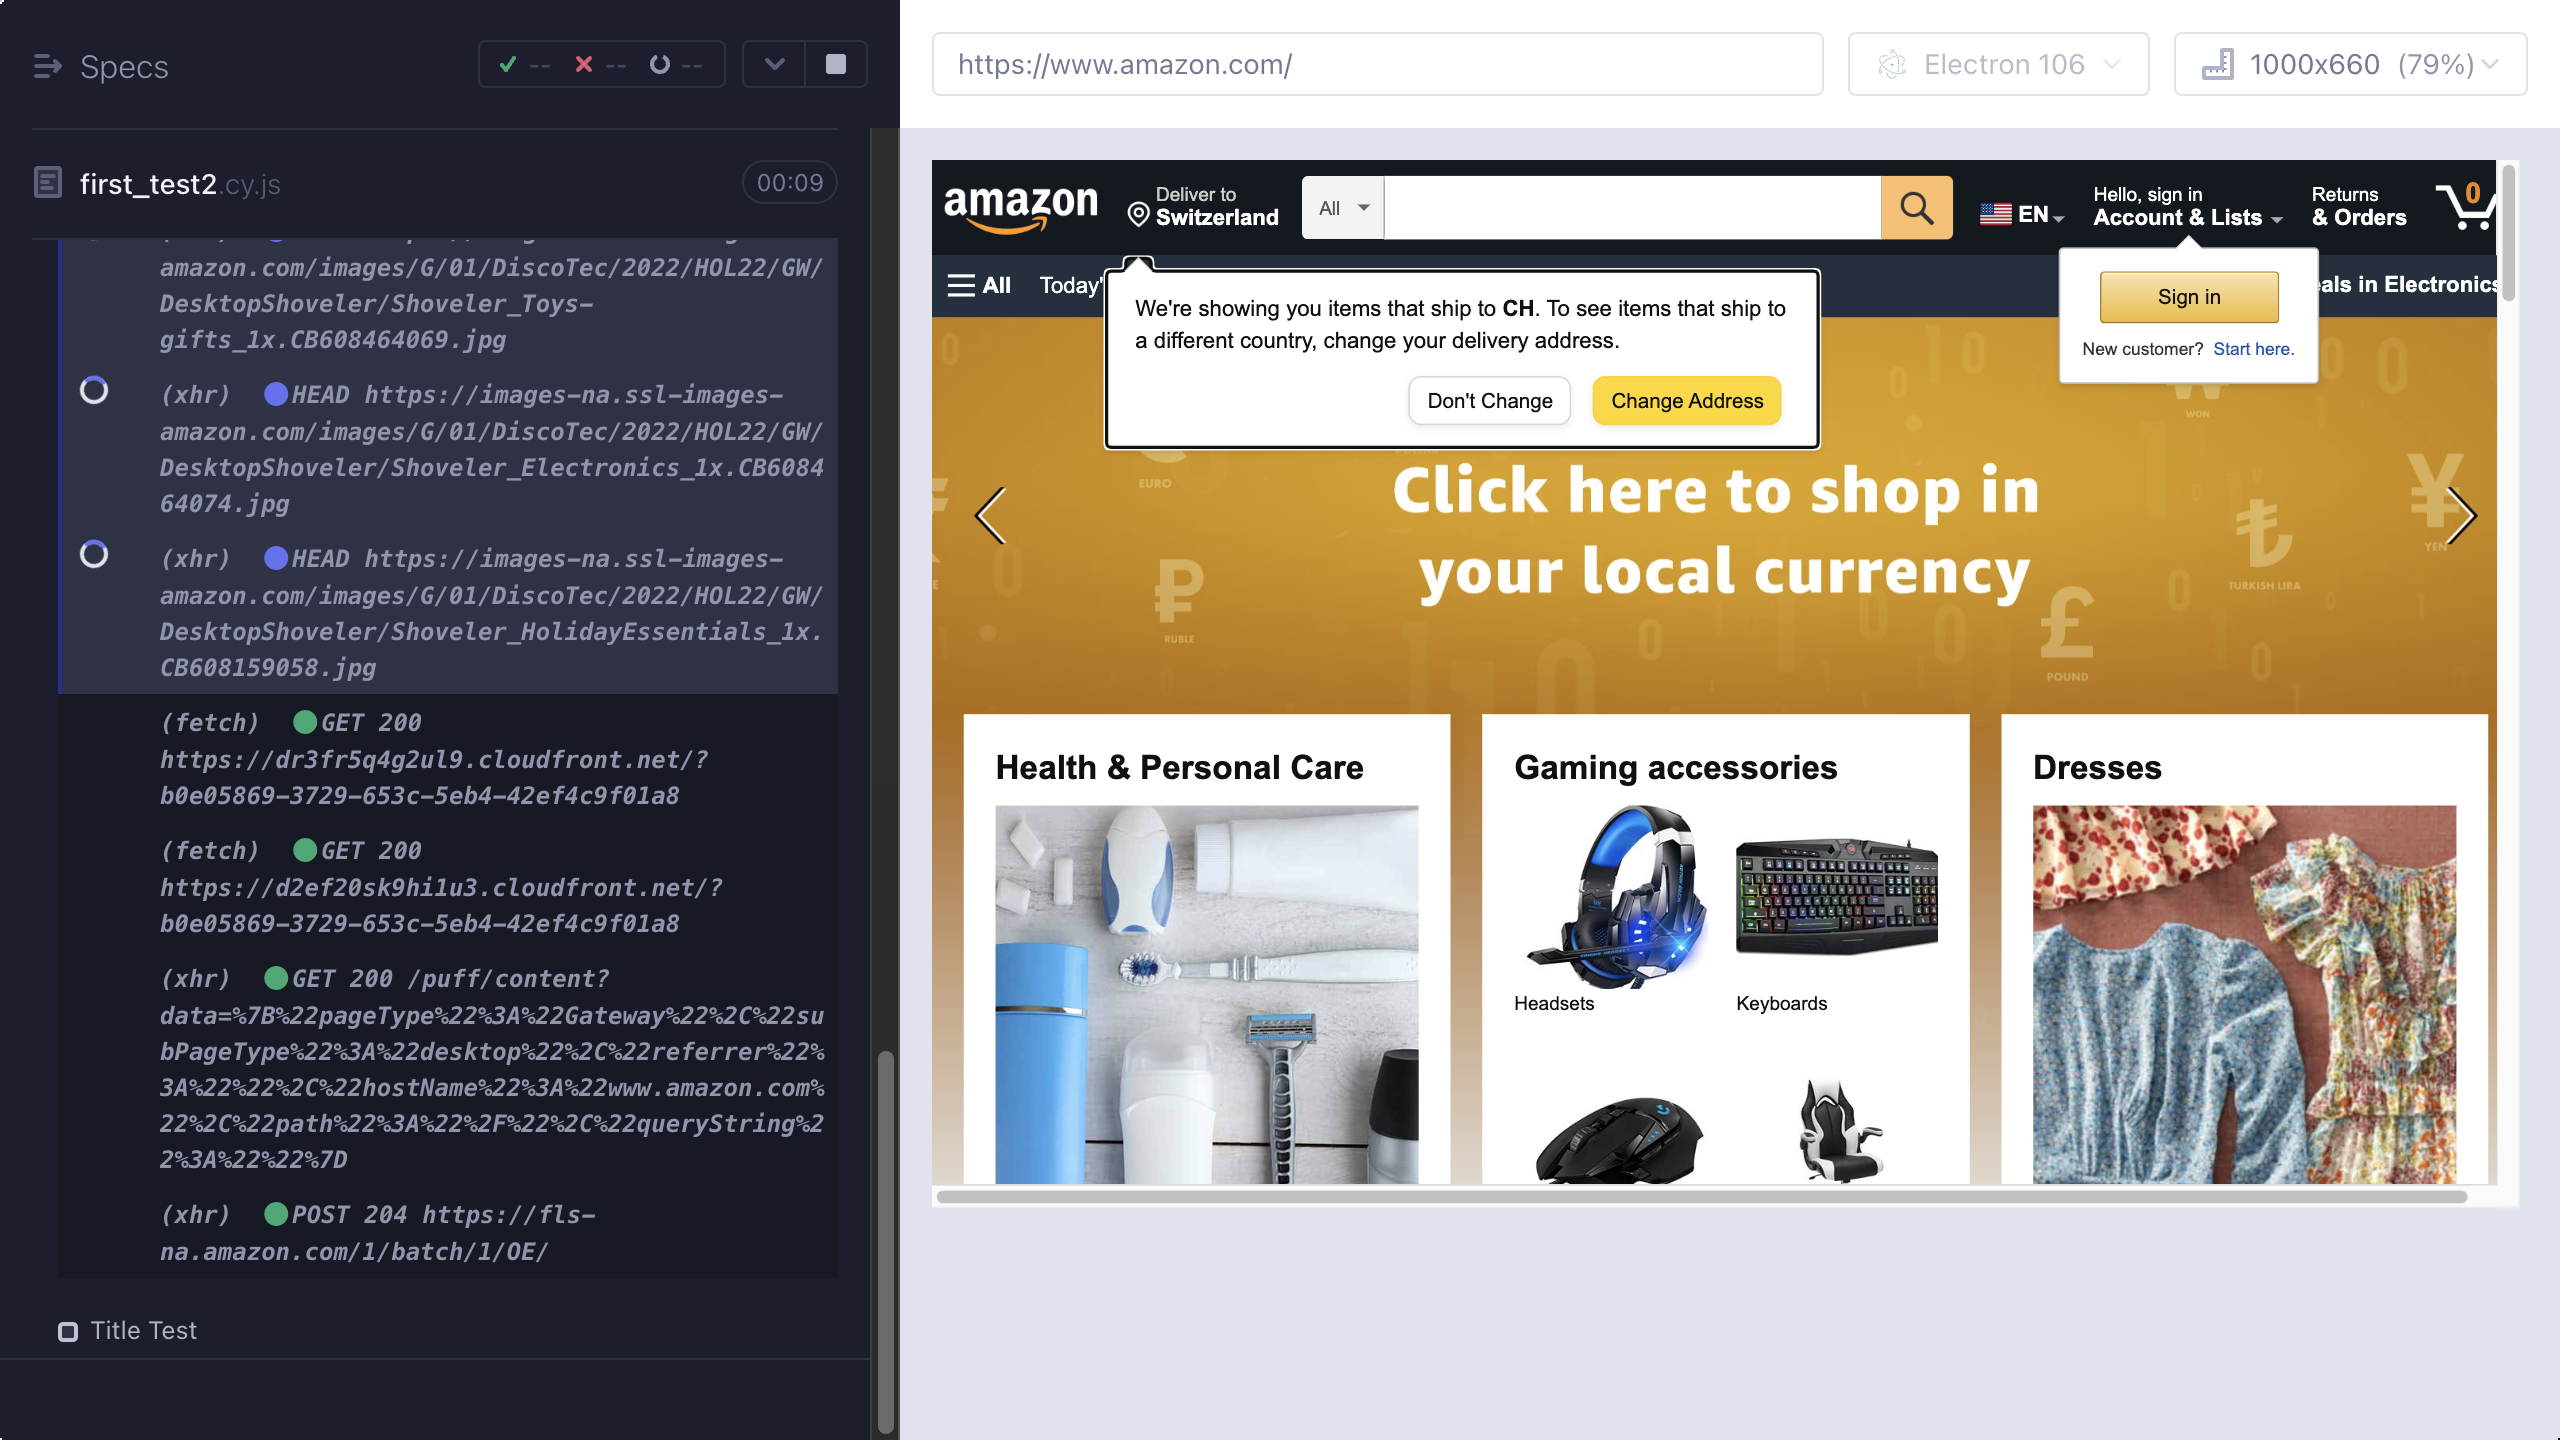 Specs
-- -- --
first_test2.cy.js
00:09
amazon.com/images/G/01/DiscoTec/2022/HOL22/GW/
DesktopShoveler/Shoveler_Toys-
gifts_1x.CB608464069.jpg
(xhr) HEAD https://images-na.ssl-images-
amazon.com/images/G/01/DiscoTec/2022/HOL22/GW/
DesktopShoveler/Shoveler_Electronics_1x.CB6084
64074.jpg
(xhr) HEAD https://images-na.ssl-images-
amazon.com/images/G/01/DiscoTec/2022/HOL22/GW/
DesktopShoveler/Shoveler_HolidayEssentials_1x.
CB608159058.jpg
(fetch) GET 200
https://dr3fr5q4g2ul9.cloudfront.net/?
b0e05869-3729-653c-5eb4-42ef4c9f01a8
(fetch) GET 200
https://d2ef20sk9hi1u3.cloudfront.net/?
b0e05869-3729-653c-5eb4-42ef4c9f01a8
(xhr) GET 200 /puff/content?
data=%7B%22pageType%22%3A%22Gateway%22%2C%22su
bPageType%22%3A%22desktop%22%2C%22referrer%22%
3A%22%22%2C%22hostName%22%3A%22www.amazon.com%
22%2C%22path%22%3A%22%2F%22%2C%22queryString%2
2%3A%22%22%7D
(xhr) POST 204 https://fls-
na.amazon.com/1/batch/1/OE/
Title Test
https://www.amazon.com/
Electron 106
1000x660 (79%)
amazon
Deliver to
Switzerland
All
EN
Hello, sign in
Account & Lists
Returns
& Orders
0
All
Today'
eals in Electronics
We're showing you items that ship to CH. To see items that ship to
a different country, change your delivery address.
Don't Change
Change Address
Sign in
New customer? Start here.
Click here to shop in
your local currency
EURO
RUBLE
WON
YEN
TURKISH LIRA
POUND
Health & Personal Care
Gaming accessories
Headsets
Keyboards
Dresses